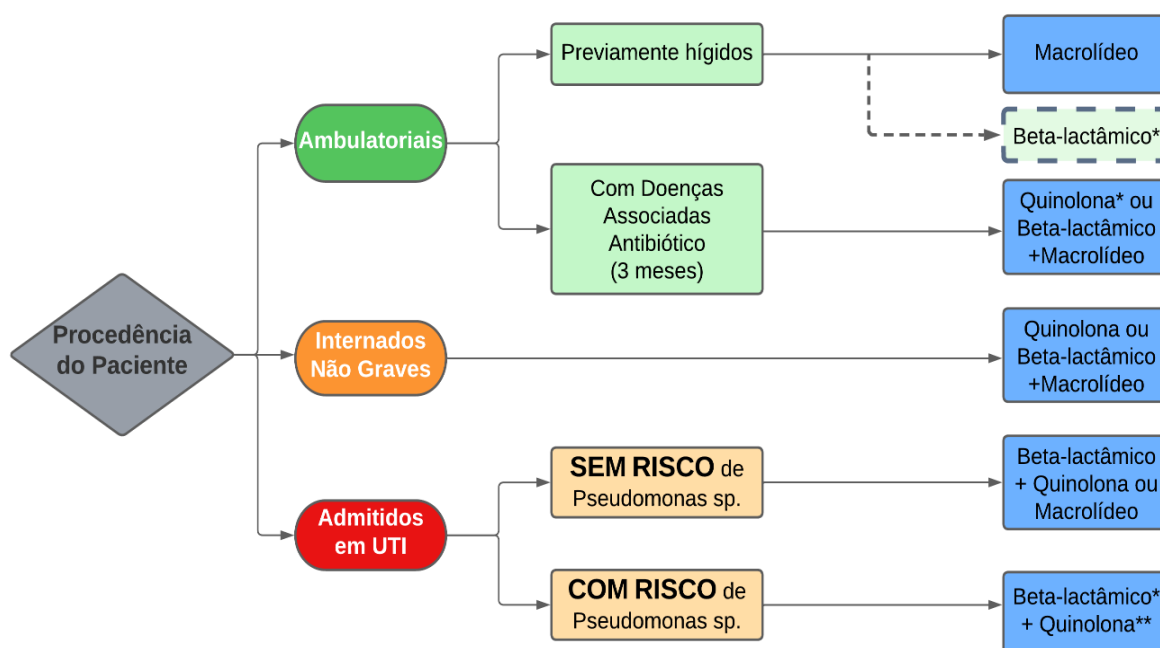 Previamente hígidos
Macrolídeo
Ambulatoriais
Beta-lactâmico*
Com Doenças
Associadas
Antibiótico
(3 meses)
Quinolona* ou
Beta-lactâmico
+Macrolídeo
Procedência
do Paciente
Internados
Não Graves
Quinolona ou
Beta-lactâmico
+Macrolídeo
Admitidos
em UTI
SEM RISCO de
Pseudomonas sp.
Beta-lactâmico
+ Quinolona ou
Macrolídeo
COM RISCO de
Pseudomonas sp.
Beta-lactâmico*
+ Quinolona**